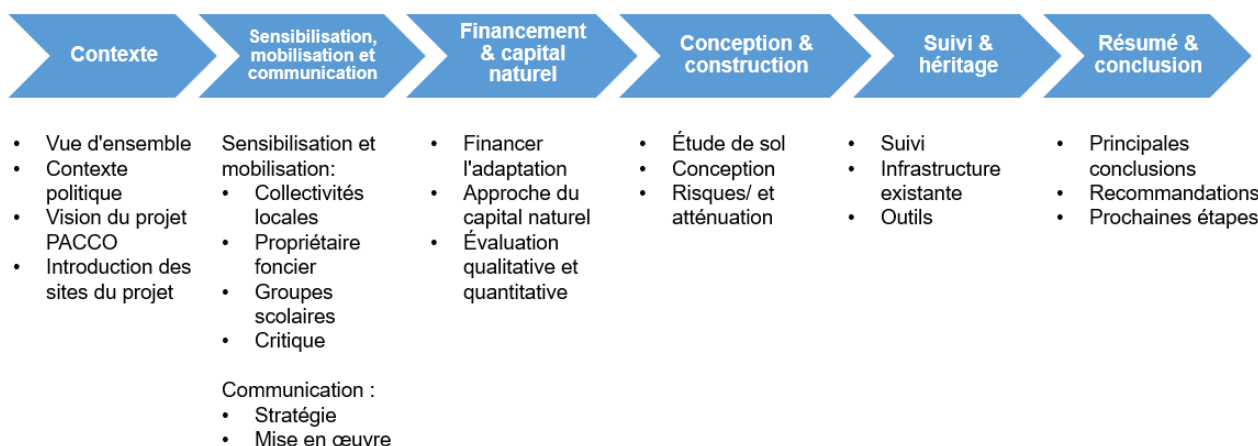 Contexte
Sensibilisation,
mobilisation et
communication
Financement
& capital
naturel
Conception &
construction
Suivi &
héritage
Résumé &
conclusion
• Vue d'ensemble
• Contexte
politique
• Vision du projet
PACCO
• Introduction des
sites du projet
Sensibilisation et
mobilisation:
• Collectivités
locales
• Propriétaire
foncier
• Groupes
scolaires
• Critique
Communication :
• Stratégie
• Mise en œuvre
• Financer
l'adaptation
• Approche du
capital naturel
• Évaluation
qualitative et
quantitative
• Étude de sol
• Conception
• Risques/ et
atténuation
• Suivi
• Infrastructure
existante
• Outils
• Principales
conclusions
• Recommandations
• Prochaines étapes